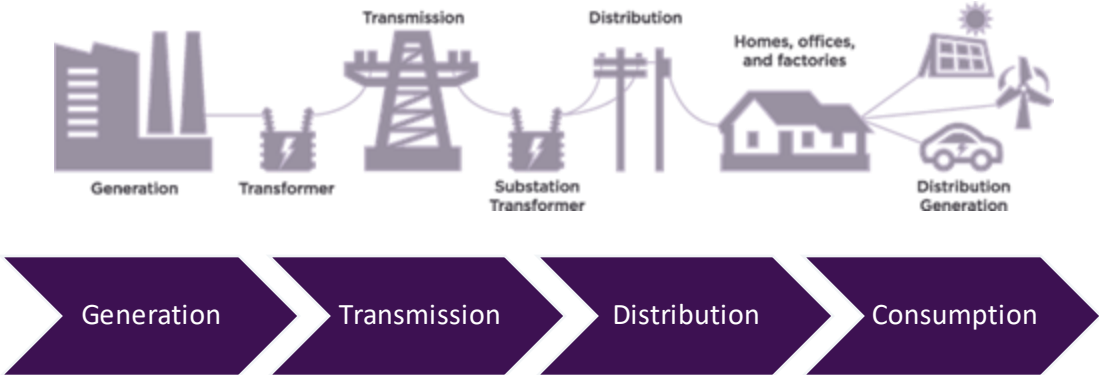 Transmission
Distribution
Homes, offices,
and factories
Generation
Transformer
Substation
Transformer
Distribution
Generation
Generation
Transmission
Distribution
Consumption